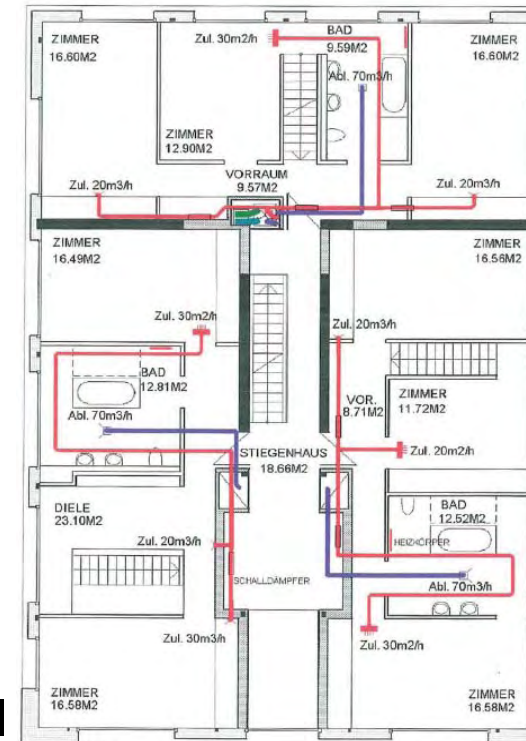 ZIMMER
16.60M2
Zul. 30m2/h
BAD
9.59M2
ZIMMER
16.60M2
Abl. 70m3/h
ZIMMER
12.90M2
VORRAUM
9.57M2
Zul. 20m3/h
Zul. 20m3/h
ZIMMER
16.49M2
ZIMMER
16.56M2
Zul. 30m2/h
Zul. 20m3/h
BAD
12.81M2
Abl. 70m3/h
VOR.
8.71M2
ZIMMER
11.72M2
STIEGENHAUS
18.66M2
Zul. 20m2/h
DIELE
23.10M2
BAD
12.52M2
Zul. 20m3/h
HEIZKÖRPER
SCHALLDÄMPFER
Abl. 70m3/h
Zul. 30m3/h
Zul. 30m2/h
ZIMMER
16.58M2
ZIMMER
16.58M2